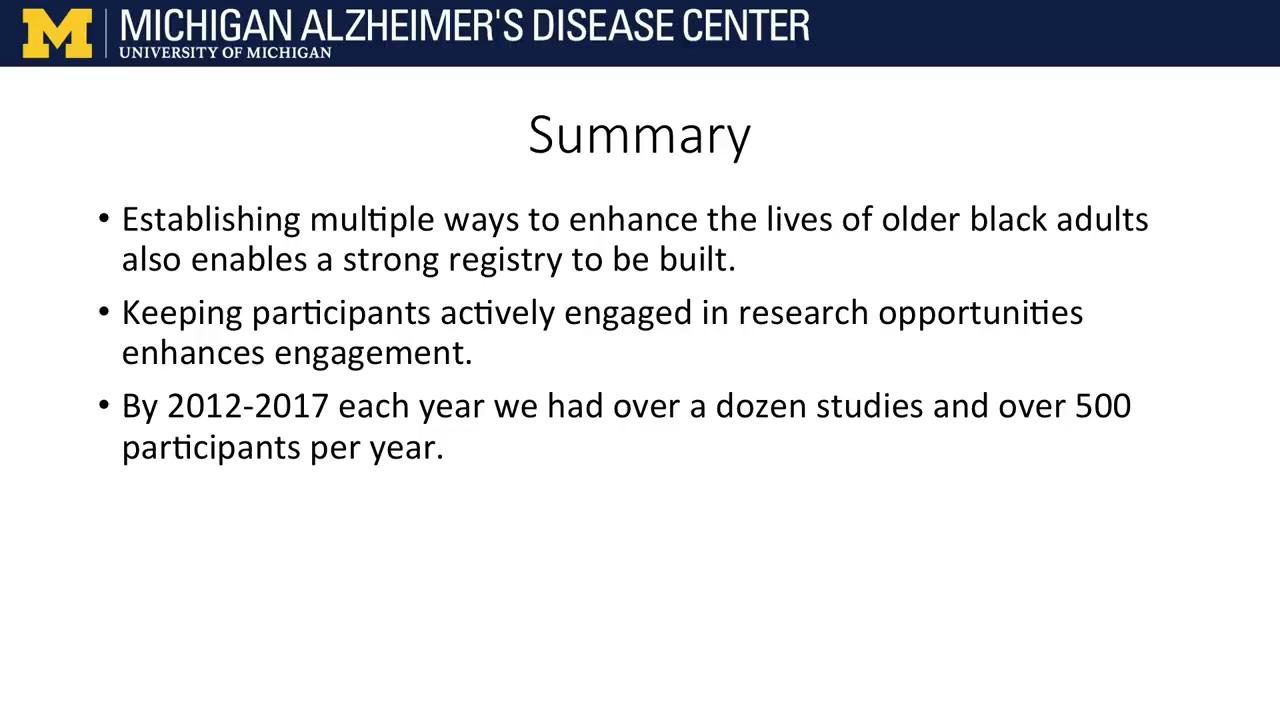 MICHIGAN ALZHEIMER'S DISEASE CENTER
UNIVERSITY OF MICHIGAN
Summary
• Establishing multiple ways to enhance the lives of older black adults
also enables a strong registry to be built.
• Keeping participants actively engaged in research opportunities
enhances engagement.
• By 2012-2017 each year we had over a dozen studies and over 500
participants per year.